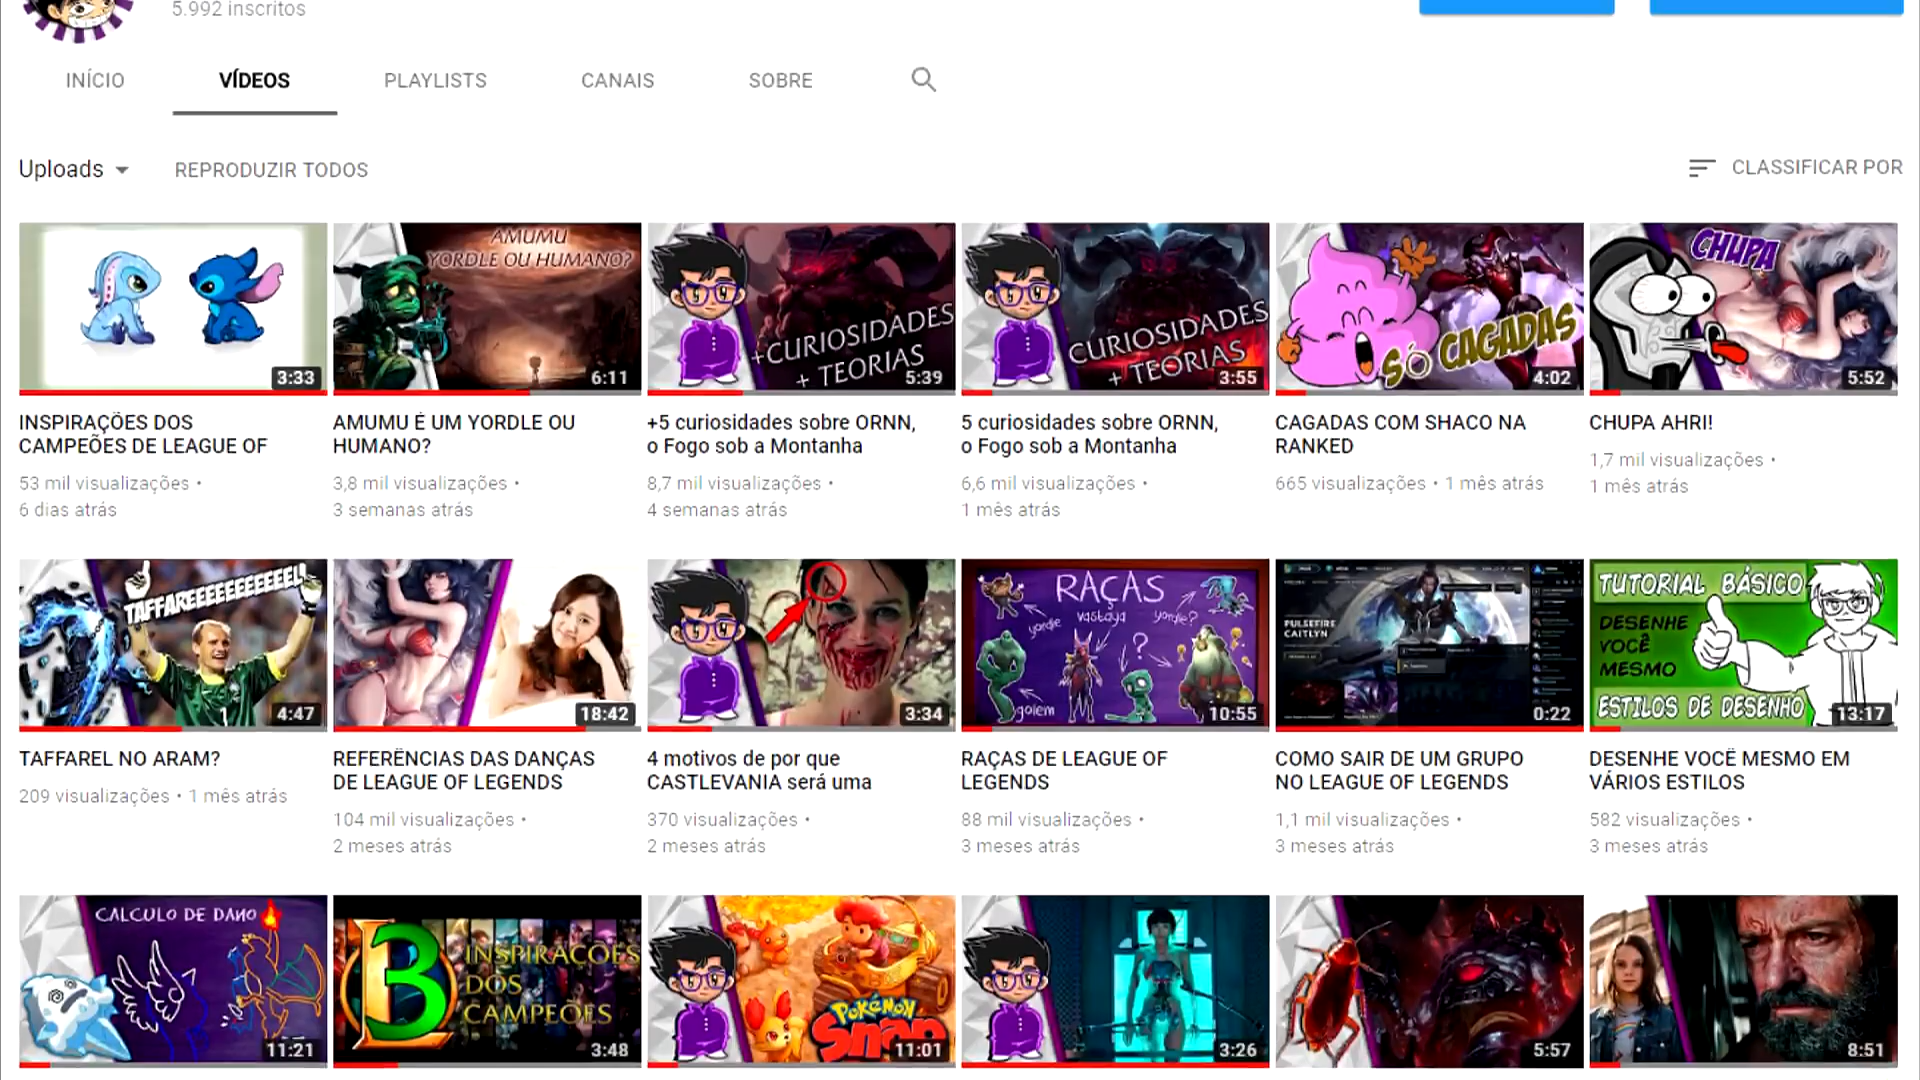 5.992 inscritos
INÍCIO VÍDEOS PLAYLISTS CANAIS SOBRE
Uploads REPRODUZIR TODOS CLASSIFICAR POR
AMUMU
YORDLE OU HUMANO?
+CURIOSIDADES
+ TEORIAS
CURIOSIDADES
+ TEORIAS
SÓ CAGADAS
CHUPA
3:33 6:11 5:39 3:55 4:02 5:52
INSPIRAÇÕES DOS
CAMPEÕES DE LEAGUE OF
53 mil visualizações •
6 dias atrás
AMUMU É UM YORDLE OU
HUMANO?
3,8 mil visualizações •
3 semanas atrás
+5 curiosidades sobre ORNN,
o Fogo sob a Montanha
8,7 mil visualizações •
4 semanas atrás
5 curiosidades sobre ORNN,
o Fogo sob a Montanha
6,6 mil visualizações •
1 mês atrás
CAGADAS COM SHACO NA
RANKED
665 visualizações • 1 mês atrás
CHUPA AHRI!
1,7 mil visualizações •
1 mês atrás
TAFFAREEEEEEEEEL!
RAÇAS
yordle vastaya yordle?
?
golem
PULSEFIRE
CAITLYN
TUTORIAL BÁSICO
DESENHE
VOCÊ
MESMO
ESTILOS DE DESENHO
4:47 18:42 3:34 10:55 0:22 13:17
TAFFAREL NO ARAM?
209 visualizações • 1 mês atrás
REFERÊNCIAS DAS DANÇAS
DE LEAGUE OF LEGENDS
104 mil visualizações •
2 meses atrás
4 motivos de por que
CASTLEVANIA será uma
370 visualizações •
2 meses atrás
RAÇAS DE LEAGUE OF
LEGENDS
88 mil visualizações •
3 meses atrás
COMO SAIR DE UM GRUPO
NO LEAGUE OF LEGENDS
1,1 mil visualizações •
3 meses atrás
DESENHE VOCÊ MESMO EM
VÁRIOS ESTILOS
582 visualizações •
3 meses atrás
CALCULO DE DANO
3 INSPIRAÇÕES
DOS
CAMPEÕES
POKÉMON
Snap
11:21 3:48 11:01 3:26 5:57 8:51